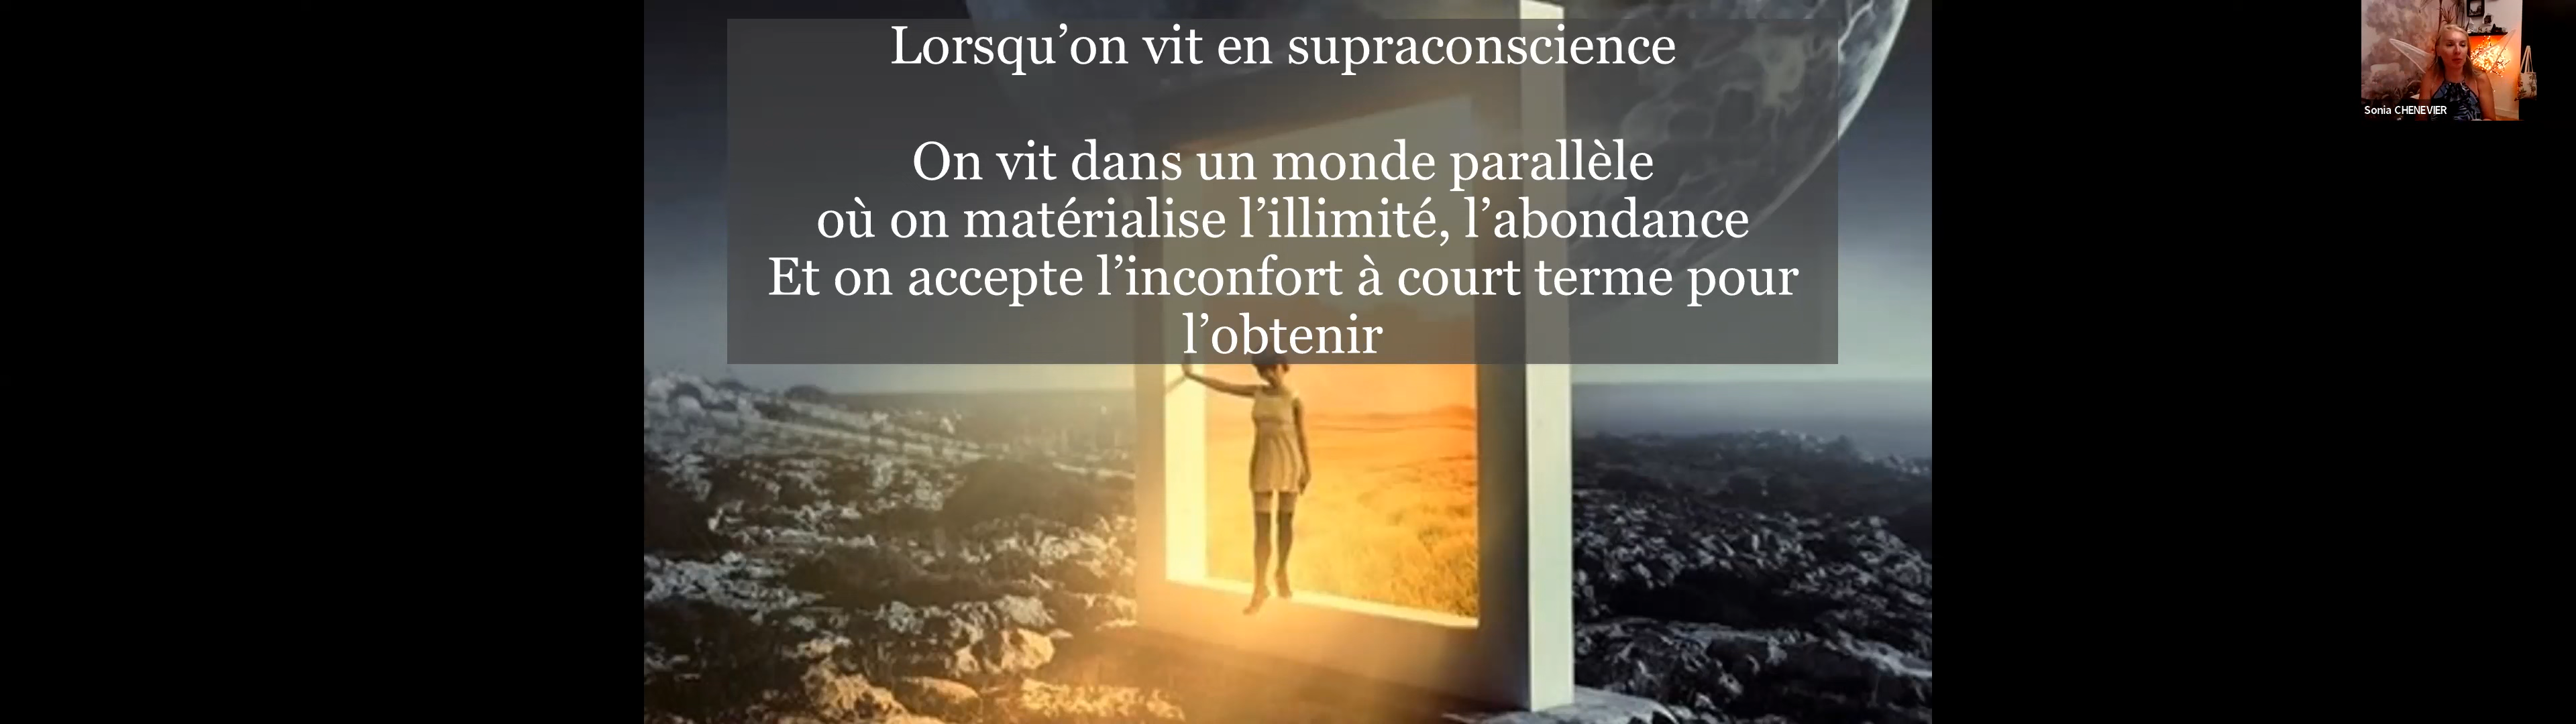 Lorsqu’on vit en supraconscience
On vit dans un monde parallèle
où on matérialise l’illimité, l’abondance
Et on accepte l’inconfort à court terme pour
l’obtenir
Sonia CHENEVIER